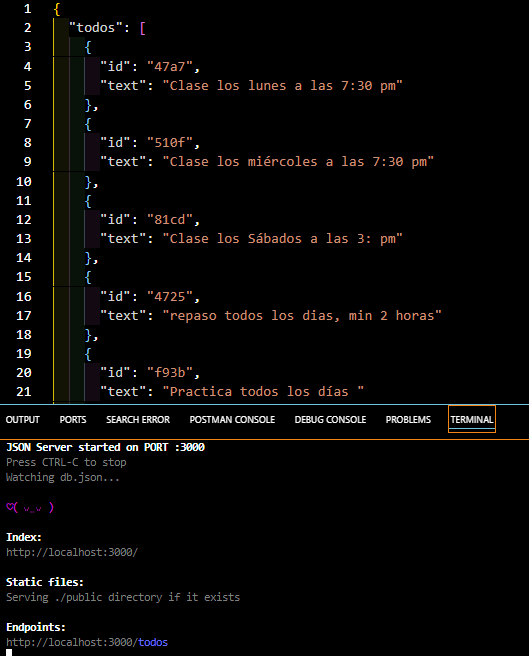 1 {
2 "todos": [
3 {
4 "id": "47a7",
5 "text": "Clase los lunes a las 7:30 pm"
6 },
7 {
8 "id": "510f",
9 "text": "Clase los miércoles a las 7:30 pm"
10 },
11 {
12 "id": "81cd",
13 "text": "Clase los Sábados a las 3: pm"
14 },
15 {
16 "id": "4725",
17 "text": "repaso todos los dias, min 2 horas"
18 },
19 {
20 "id": "f93b",
21 "text": "Practica todos los días "
OUTPUT PORTS SEARCH ERROR POSTMAN CONSOLE DEBUG CONSOLE PROBLEMS TERMINAL
JSON Server started on PORT :3000
Press CTRL-C to stop
Watching db.json...
♡( ᵕ_ᵕ )
Index:
http://localhost:3000/
Static files:
Serving ./public directory if it exists
Endpoints:
http://localhost:3000/todos